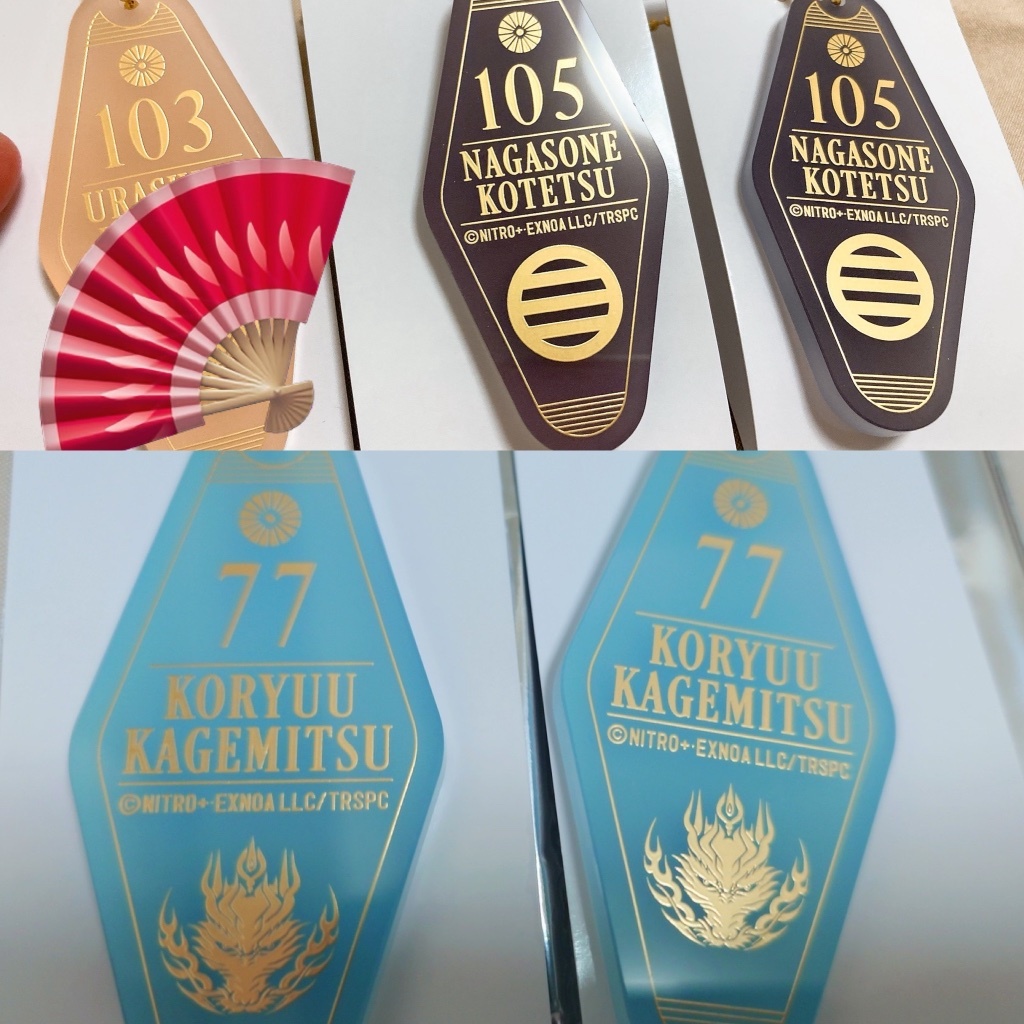 103
105
NAGASONE
KOTETSU
©NITRO+·EXNOA LLC/TRSPC
105
NAGASONE
KOTETSU
©NITRO+·EXNOA LLC/TRSPC
77
KORYUU
KAGEMITSU
©NITRO+·EXNOA LLC/TRSPC
77
KORYUU
KAGEMITSU
©NITRO+·EXNOA LLC/TRSPC